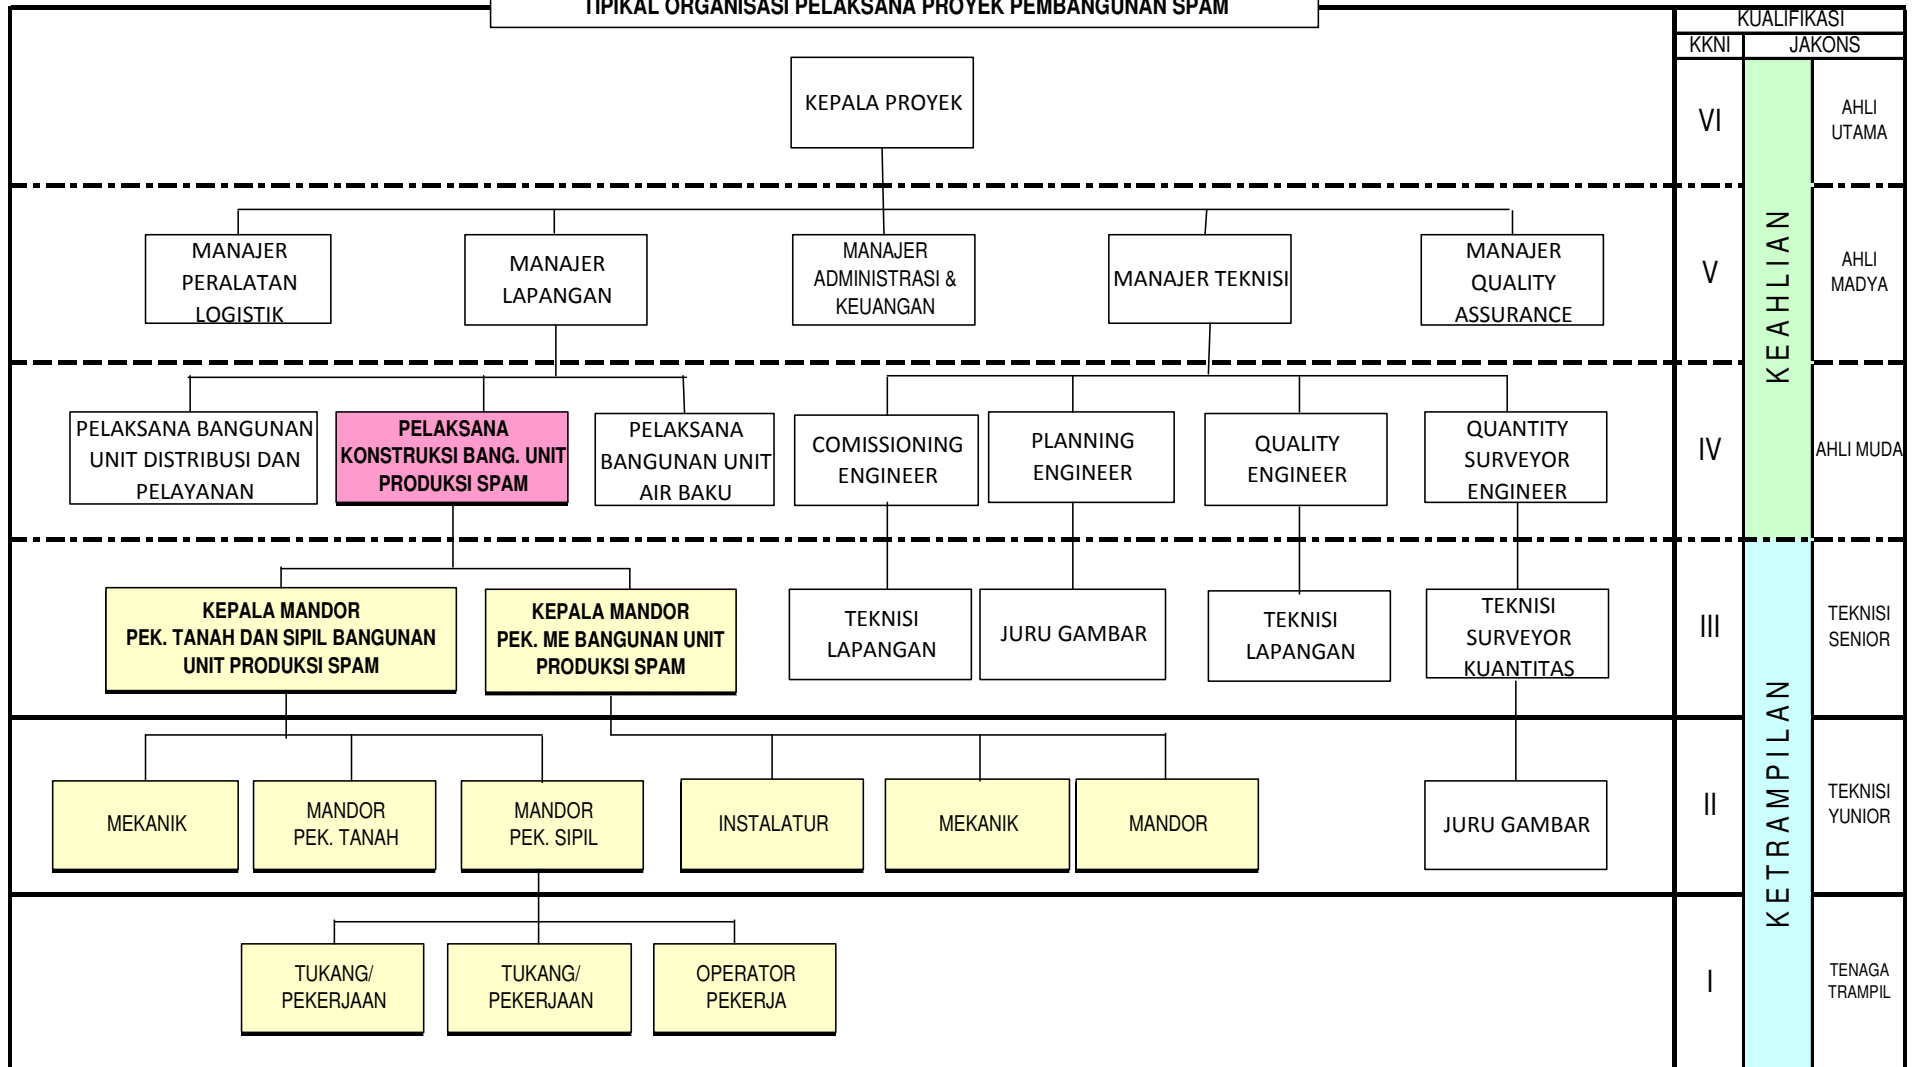 TIPIKAL ORGANISASI PELAKSANA PROYEK PEMBANGUNAN SPAM
KUALIFIKASI
KKNI
JAKONS
KEPALA PROYEK
VI
AHLI
UTAMA
MANAJER
PERALATAN
LOGISTIK
MANAJER
LAPANGAN
MANAJER
ADMINISTRASI &
KEUANGAN
MANAJER TEKNISI
MANAJER
QUALITY
ASSURANCE
V
AHLI
MADYA
KEAHLIAN
PELAKSANA BANGUNAN
UNIT DISTRIBUSI DAN
PELAYANAN
PELAKSANA
KONSTRUKSI BANG. UNIT
PRODUKSI SPAM
PELAKSANA
BANGUNAN UNIT
AIR BAKU
COMISSIONING
ENGINEER
PLANNING
ENGINEER
QUALITY
ENGINEER
QUANTITY
SURVEYOR
ENGINEER
IV
AHLI MUDA
KEPALA MANDOR
PEK. TANAH DAN SIPIL BANGUNAN
UNIT PRODUKSI SPAM
KEPALA MANDOR
PEK. ME BANGUNAN UNIT
PRODUKSI SPAM
TEKNISI
LAPANGAN
JURU GAMBAR
TEKNISI
LAPANGAN
TEKNISI
SURVEYOR
KUANTITAS
III
TEKNISI
SENIOR
KETRAMPILAN
MEKANIK
MANDOR
PEK. TANAH
MANDOR
PEK. SIPIL
INSTALATUR
MEKANIK
MANDOR
JURU GAMBAR
II
TEKNISI
YUNIOR
TUKANG/
PEKERJAAN
TUKANG/
PEKERJAAN
OPERATOR
PEKERJA
I
TENAGA
TRAMPIL